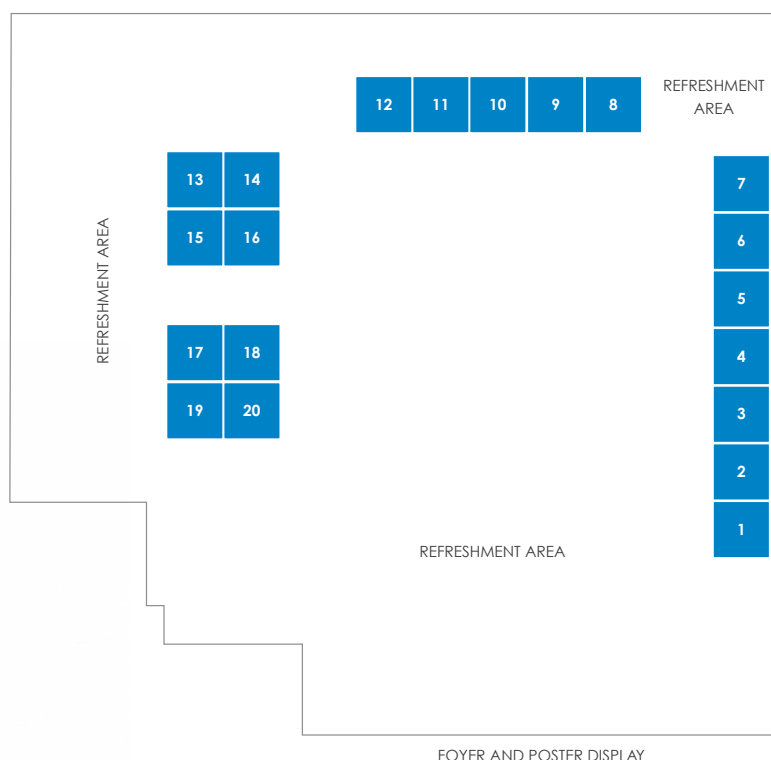 12 11 10 9 8
REFRESHMENT
AREA
13 14
7
15 16
6
REFRESHMENT AREA
5
17 18
4
19 20
3
2
1
REFRESHMENT AREA
FOYER AND POSTER DISPLAY